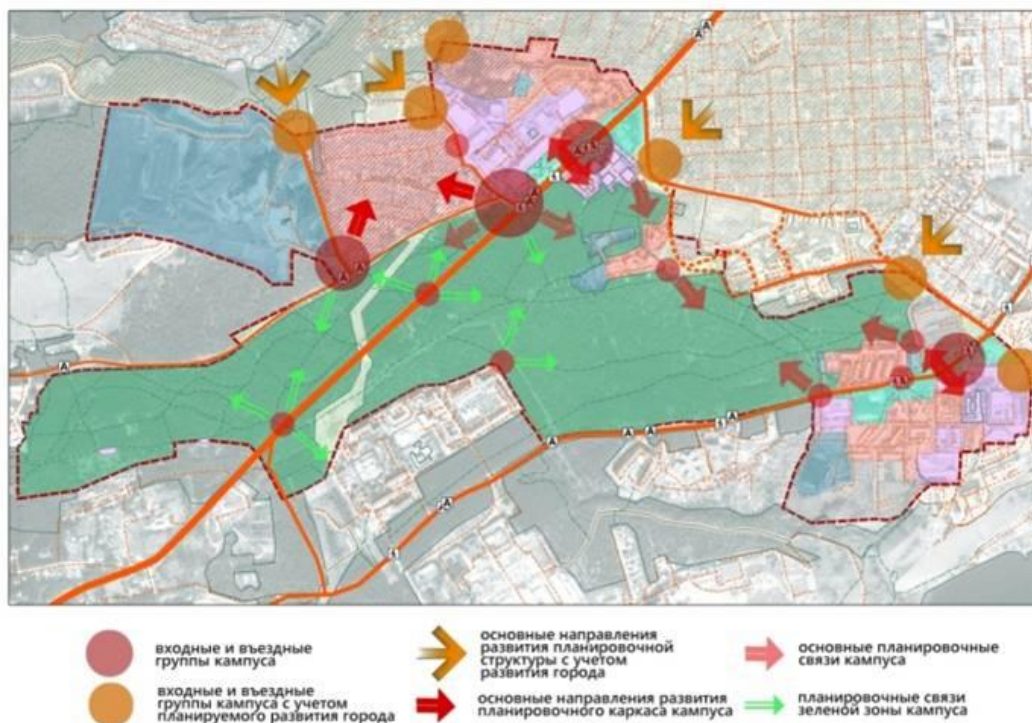 входные и въездные
группы кампуса
входные и въездные
группы кампуса с учетом
планируемого развития города
основные направления
развития планировочной
структуры с учетом
развития города
основные направления развития
планировочного каркаса кампуса
основные планировочные
связи кампуса
планировочные связи
зеленой зоны кампуса